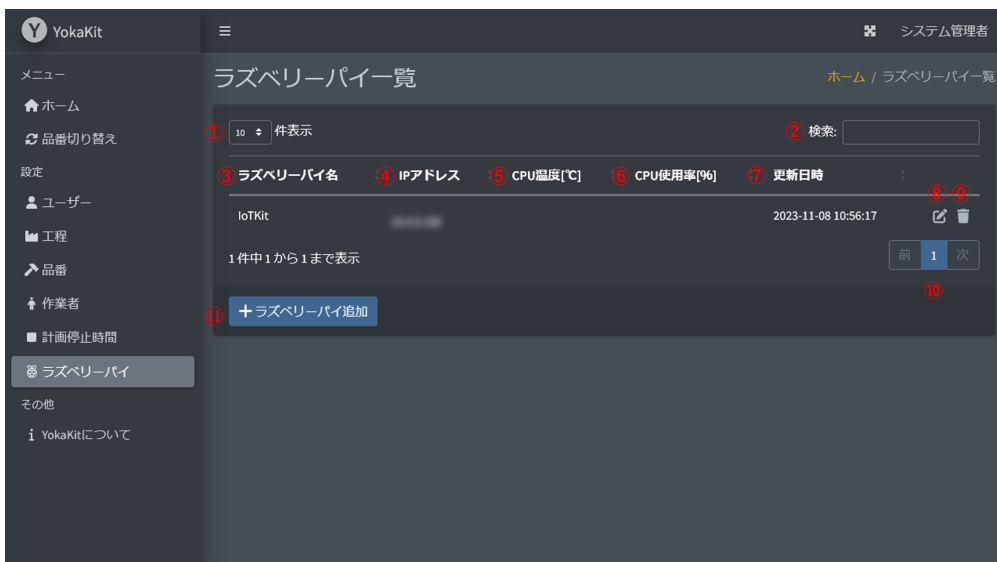 Y YokaKit
システム管理者
メニュー
ホーム
品番切り替え
設定
ユーザー
工程
品番
作業者
計画停止時間
ラズベリーパイ
その他
YokaKitについて
ラズベリーパイ一覧
ホーム / ラズベリーパイ一覧
① 10 件表示
② 検索:
③ ラズベリーパイ名 ④ IPアドレス ⑤ CPU温度[℃] ⑥ CPU使用率[%] ⑦ 更新日時
⑧ ⑨
IoTKit 2023-11-08 10:56:17
1件中1から1まで表示
前 1 次
⑩
⑪ ラズベリーパイ追加